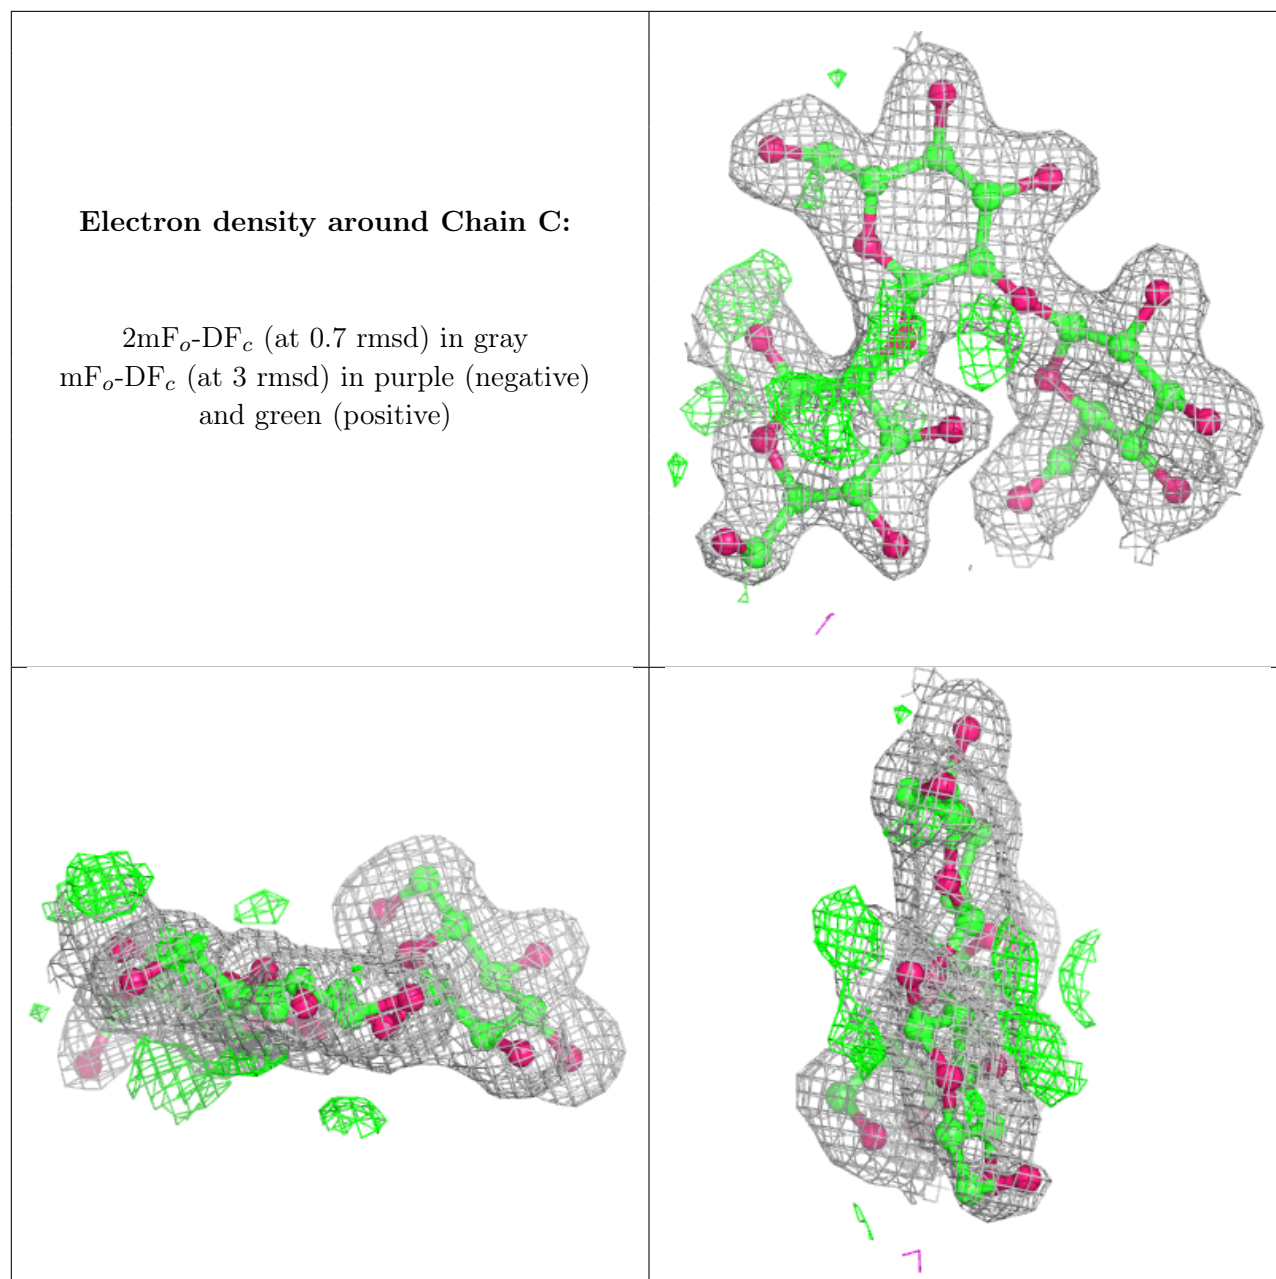 Electron density around Chain C:
2mFo-DFc (at 0.7 rmsd) in gray
mFo-DFc (at 3 rmsd) in purple (negative)
and green (positive)